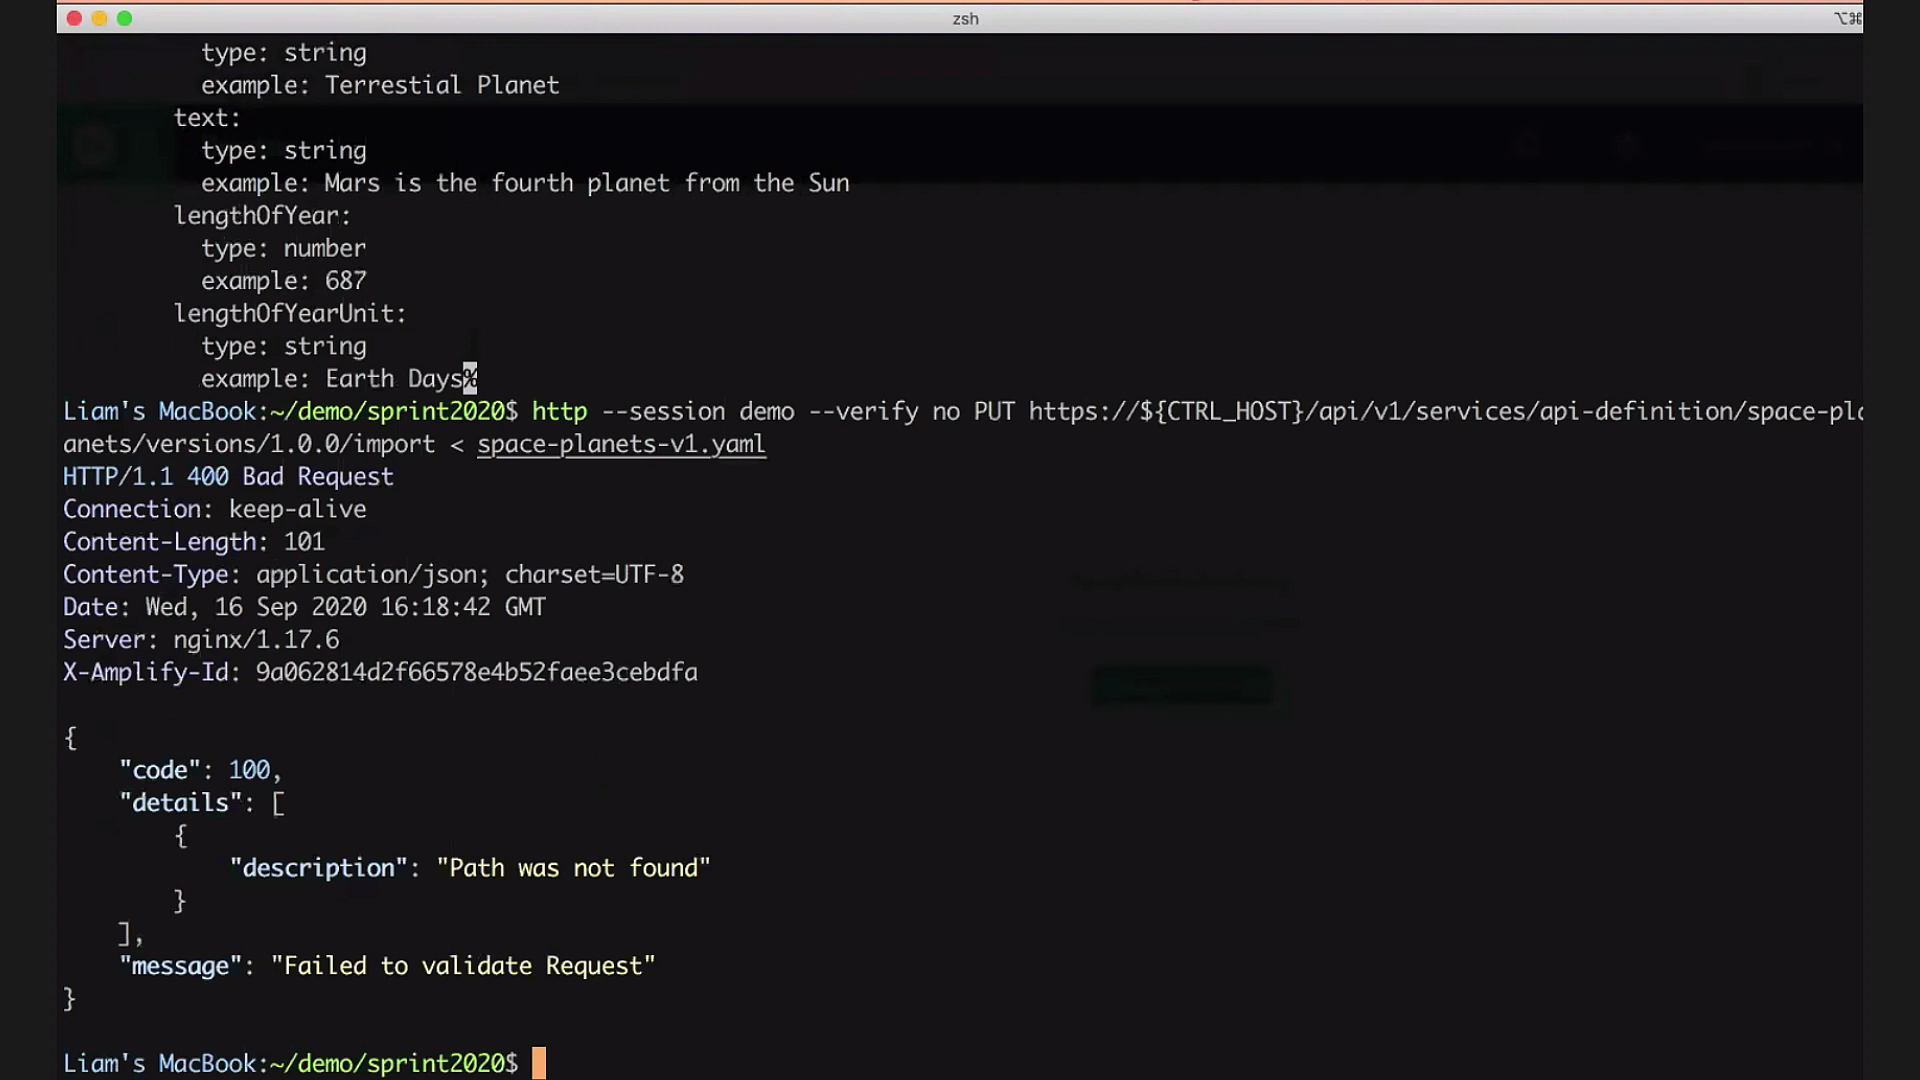 zsh
⌥⌘
type: string
example: Terrestial Planet
text:
type: string
example: Mars is the fourth planet from the Sun
lengthOfYear:
type: number
example: 687
lengthOfYearUnit:
type: string
example: Earth Days%
Liam's MacBook:~/demo/sprint2020$ http --session demo --verify no PUT https://${CTRL_HOST}/api/v1/services/api-definition/space-pla
anets/versions/1.0.0/import < space-planets-v1.yaml
HTTP/1.1 400 Bad Request
Connection: keep-alive
Content-Length: 101
Content-Type: application/json; charset=UTF-8
Date: Wed, 16 Sep 2020 16:18:42 GMT
Server: nginx/1.17.6
X-Amplify-Id: 9a062814d2f66578e4b52faee3cebdfa
{
"code": 100,
"details": [
{
"description": "Path was not found"
}
],
"message": "Failed to validate Request"
}
Liam's MacBook:~/demo/sprint2020$